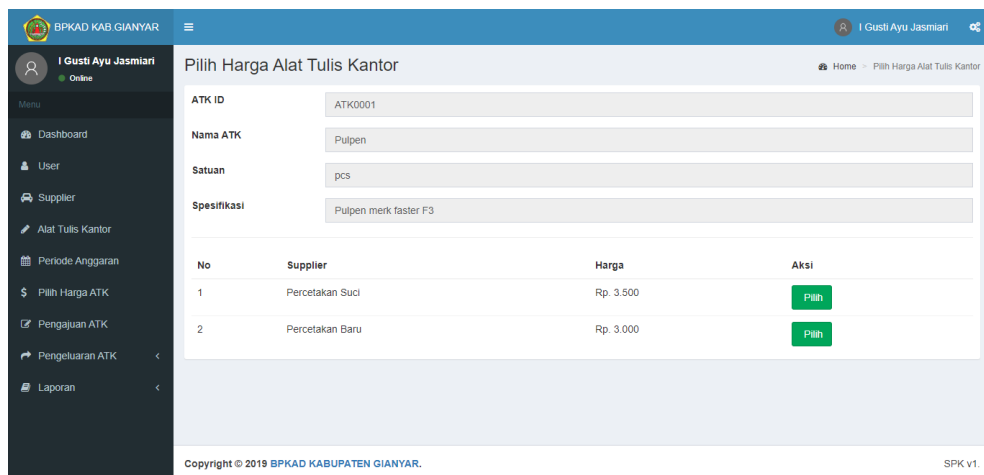 BPKAD KAB.GIANYAR
I Gusti Ayu Jasmiari
I Gusti Ayu Jasmiari
Online
Menu
Dashboard
User
Supplier
Alat Tulis Kantor
Periode Anggaran
Pilih Harga ATK
Pengajuan ATK
Pengeluaran ATK
Laporan
Pilih Harga Alat Tulis Kantor
Home > Pilih Harga Alat Tulis Kantor
ATK ID ATK0001
Nama ATK Pulpen
Satuan pcs
Spesifikasi Pulpen merk faster F3
No Supplier Harga Aksi
1 Percetakan Suci Rp. 3.500 Pilih
2 Percetakan Baru Rp. 3.000 Pilih
Copyright © 2019 BPKAD KABUPATEN GIANYAR. SPK v1.